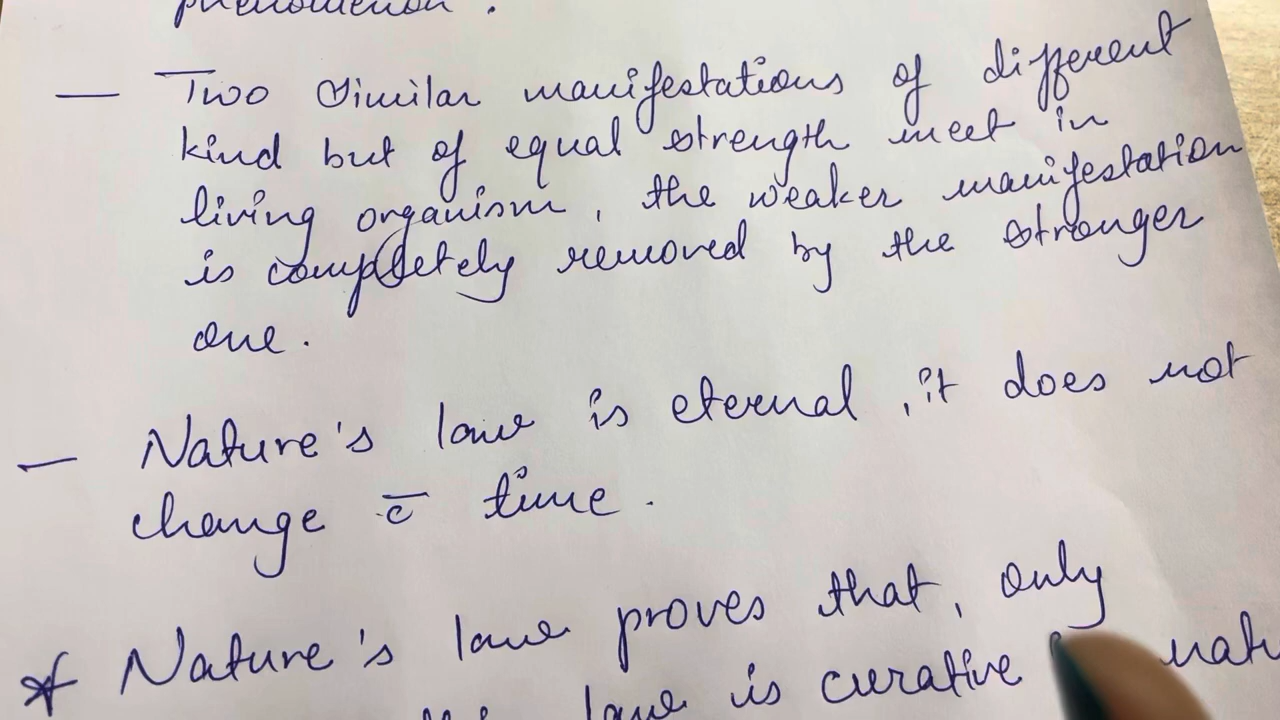 phenomenon.
— Two similar manifestations of different
kind but of equal strength meet in
living organism, the weaker manifestation
is completely removed by the stronger
one.
— Nature's law is eternal, it does not
change c̅ time.
* Nature's law proves that, only
law is curative